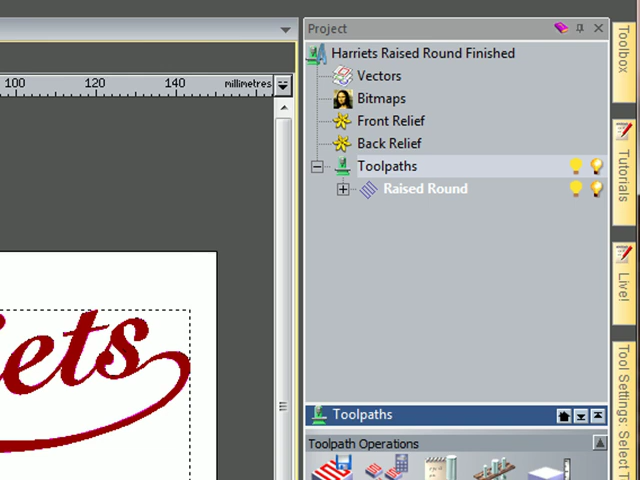 Project
Harriets Raised Round Finished
Vectors
Bitmaps
Front Relief
Back Relief
Toolpaths
Raised Round
Toolpaths
Toolpath Operations
100 120 140 millimetres
ets
Toolbox
Tutorials
Live!
Tool Settings: Select T